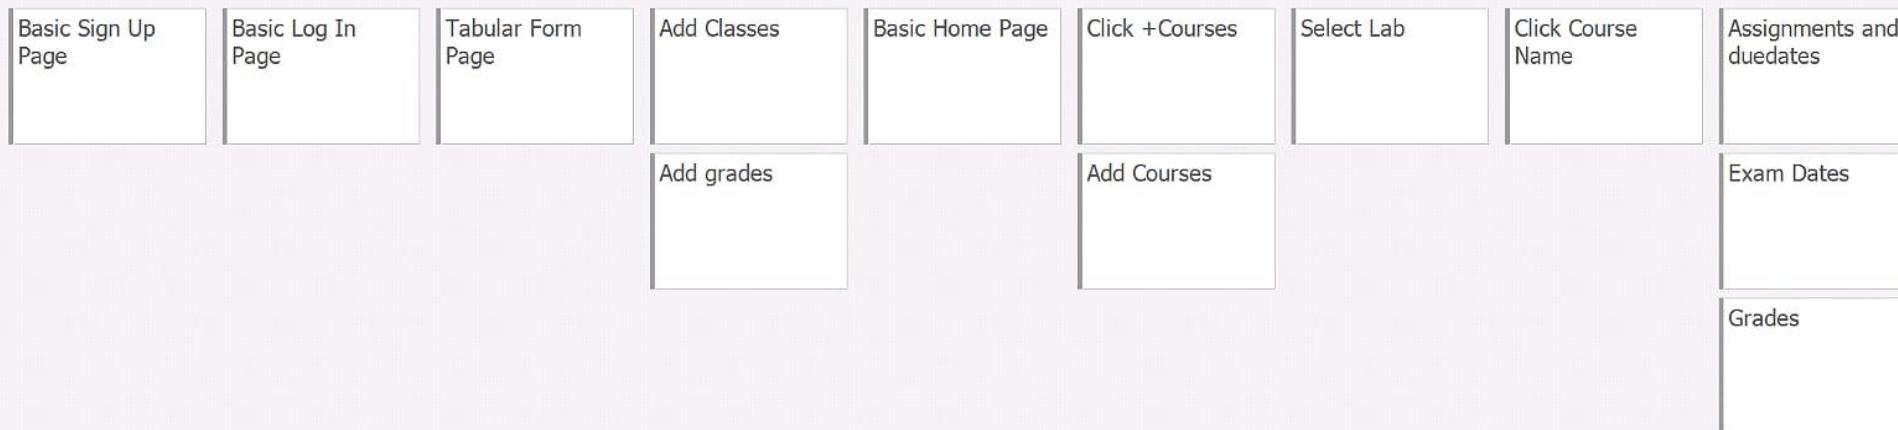 Basic Sign Up
Page
Basic Log In
Page
Tabular Form
Page
Add Classes
Basic Home Page
Click +Courses
Select Lab
Click Course
Name
Assignments and
duedates
Add grades
Add Courses
Exam Dates
Grades